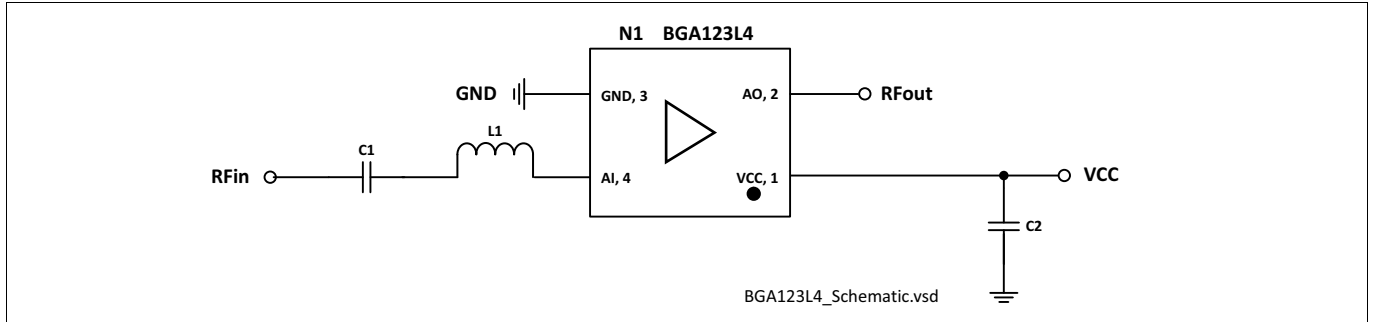 N1 BGA123L4
GND
GND, 3
AO, 2
RFout
C1
L1
RFin
AI, 4
VCC, 1
VCC
C2
BGA123L4_Schematic.vsd